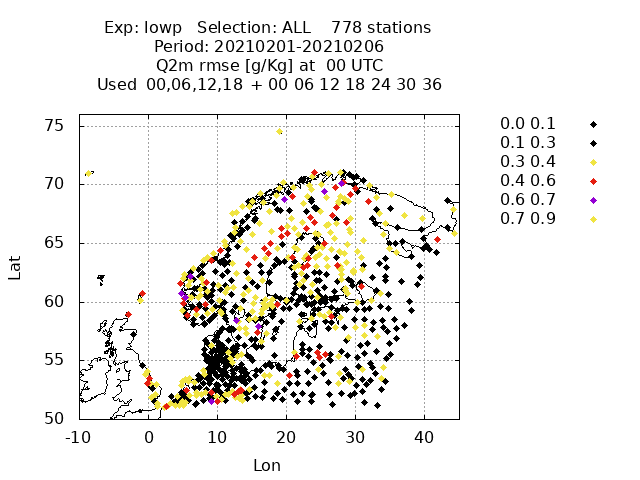 Exp: lowp   Selection: ALL    778 stations
Period: 20210201-20210206
Q2m rmse [g/Kg] at  00 UTC
Used  00,06,12,18 + 00 06 12 18 24 30 36
0.0 0.1
0.1 0.3
0.3 0.4
0.4 0.6
0.6 0.7
0.7 0.9
75
70
65
60
55
50
Lat
-10 0 10 20 30 40
Lon